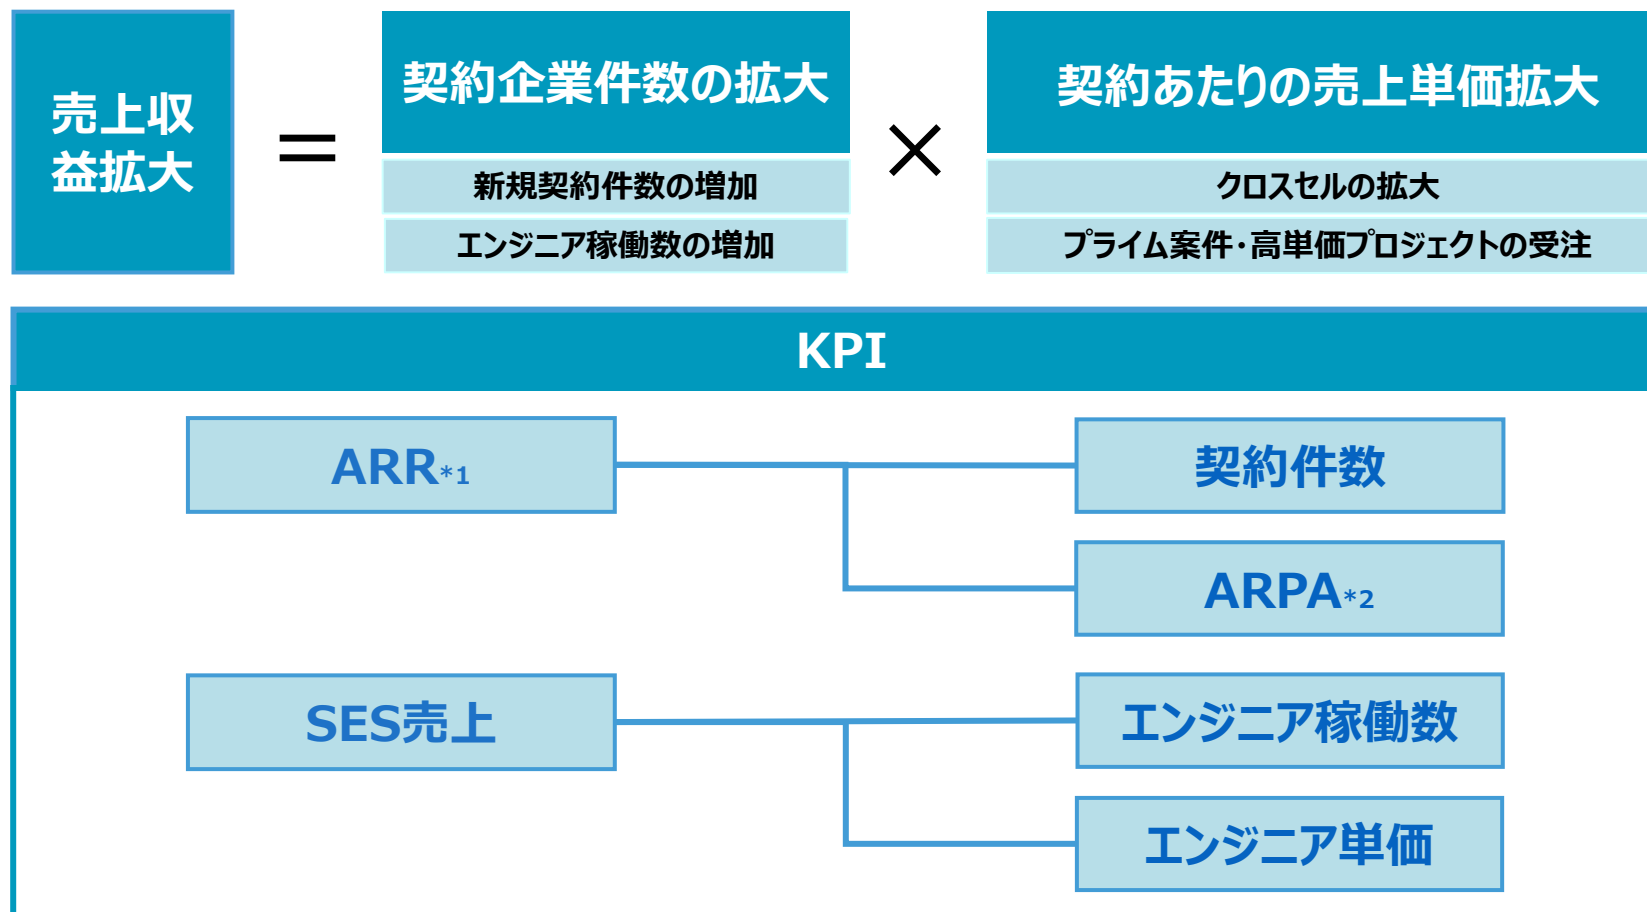 売上収
益拡大
＝
契約企業件数の拡大
新規契約件数の増加
エンジニア稼働数の増加
×
契約あたりの売上単価拡大
クロスセルの拡大
プライム案件・高単価プロジェクトの受注
KPI
ARR*1
契約件数
ARPA*2
SES売上
エンジニア稼働数
エンジニア単価